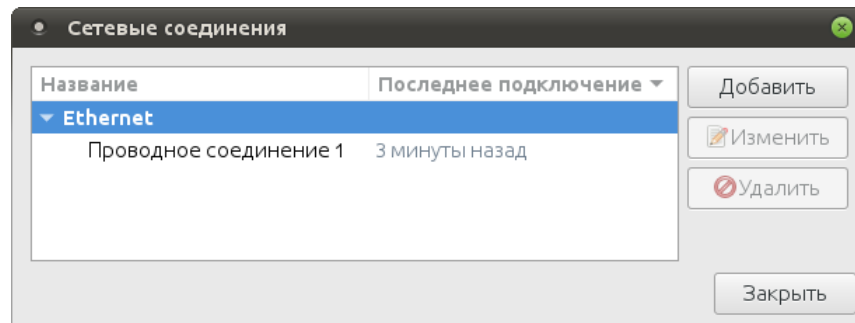 Сетевые соединения
Название Последнее подключение
Ethernet
Проводное соединение 1 3 минуты назад
Добавить
Изменить
Удалить
Закрыть